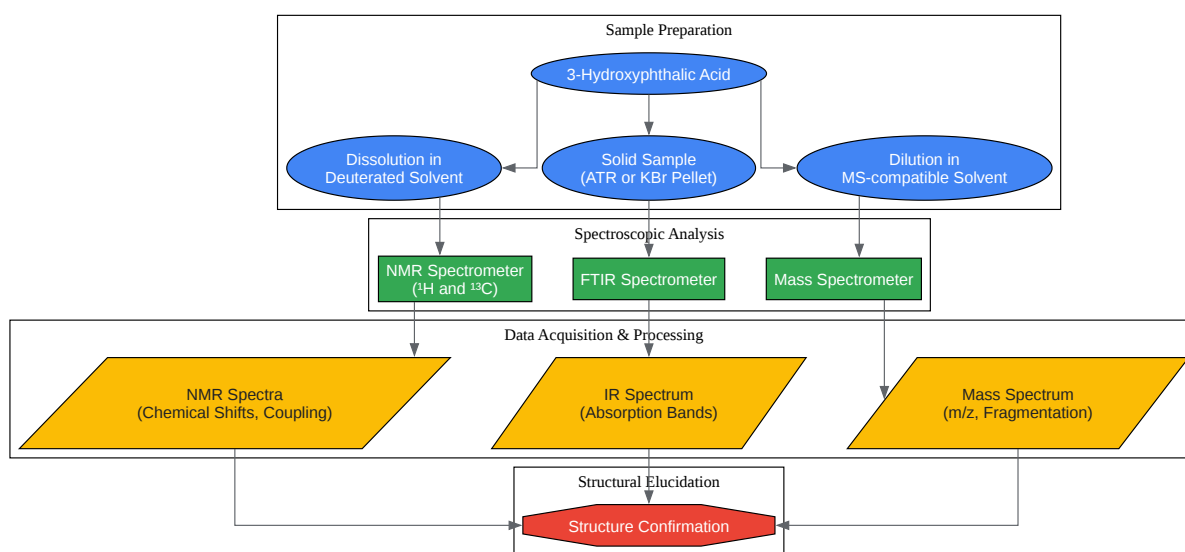 Sample Preparation
3-Hydroxyphthalic Acid
Dissolution in
Deuterated Solvent
Solid Sample
(ATR or KBr Pellet)
Dilution in
MS-compatible Solvent
Spectroscopic Analysis
NMR Spectrometer
(¹H and ¹³C)
FTIR Spectrometer
Mass Spectrometer
Data Acquisition & Processing
NMR Spectra
(Chemical Shifts, Coupling)
IR Spectrum
(Absorption Bands)
Mass Spectrum
(m/z, Fragmentation)
Structural Elucidation
Structure Confirmation